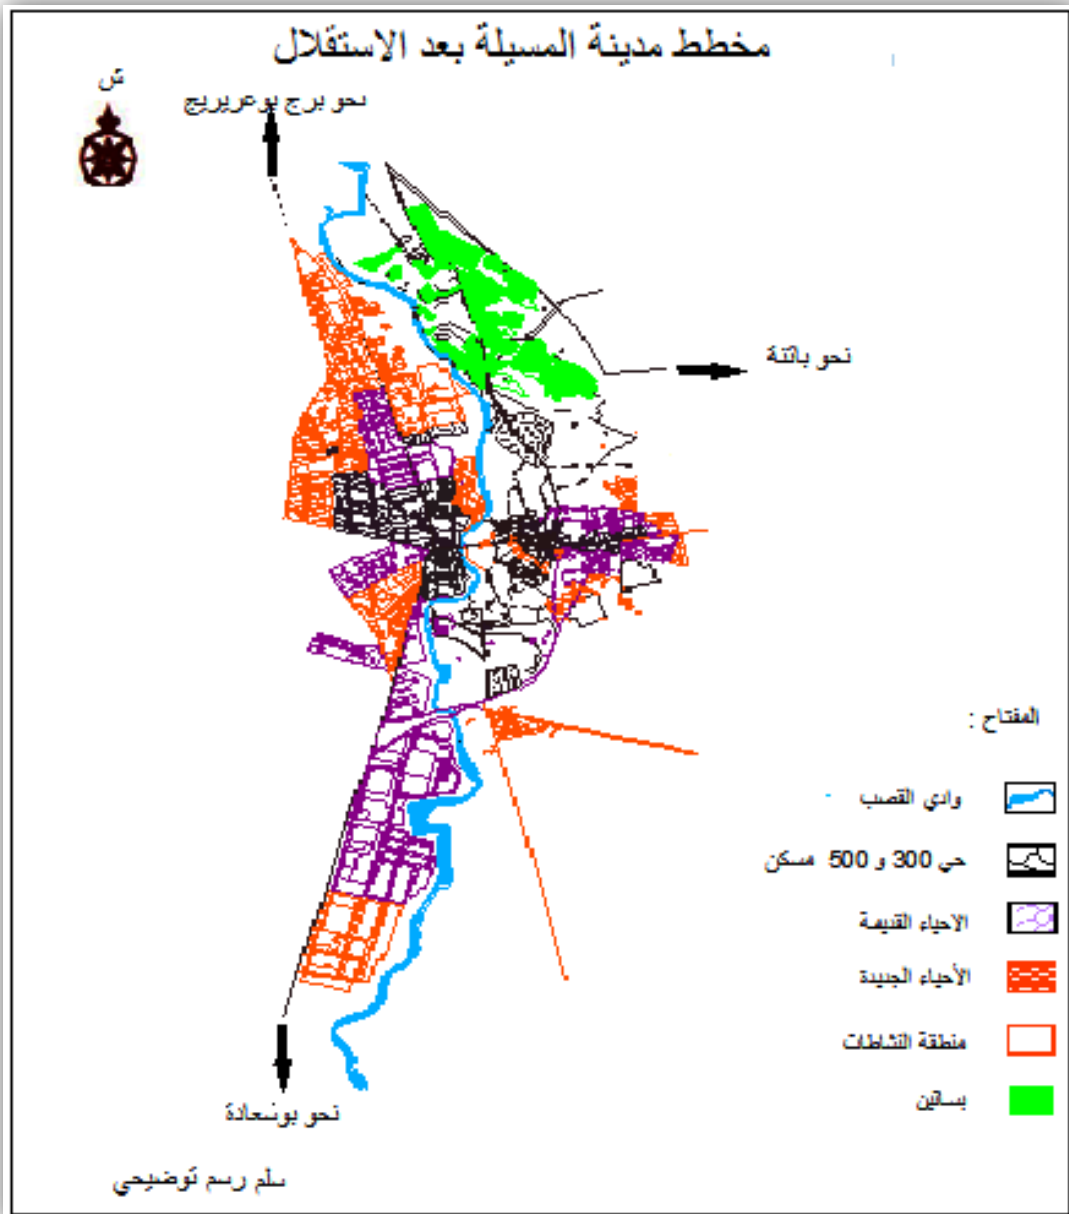 مخطط مدينة المسيلة بعد الاستقلال
ش
نحو برج بوعريريج
نحو باتنة
المفتاح :
وادي القصب
حي 300 و 500 مسكن
الاحياء القديمة
الأحياء الجديدة
منطقة النشاطات
بساتين
نحو بوسعادة
سلم رسم توضيحي